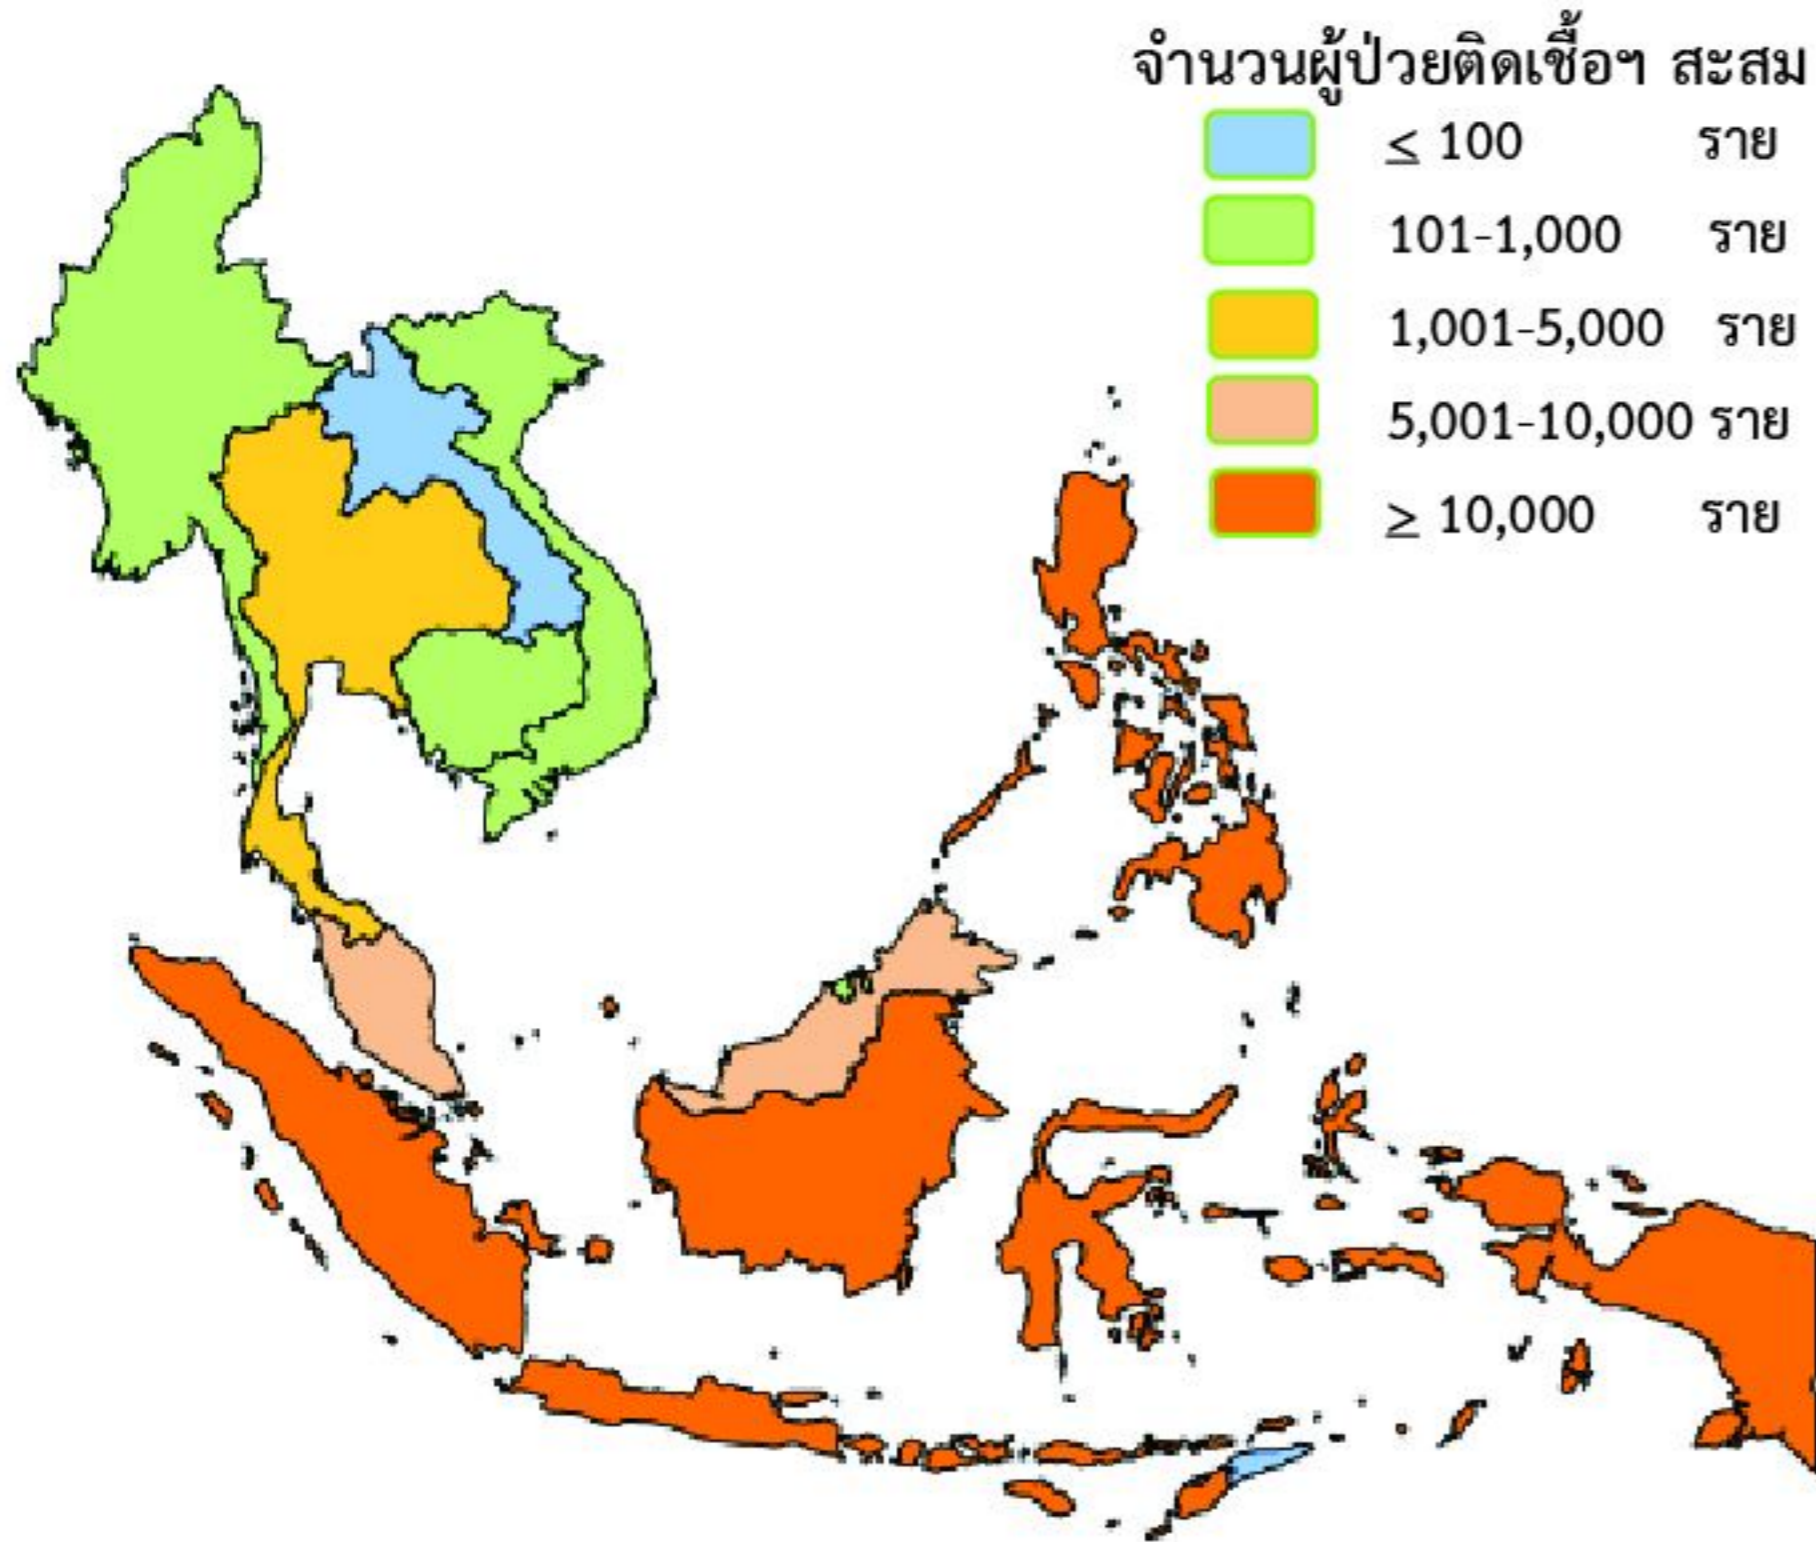 จำนวนผู้ป่วยติดเชื้อฯ สะสม
≤ 100 ราย
101-1,000 ราย
1,001-5,000 ราย
5,001-10,000 ราย
≥ 10,000 ราย